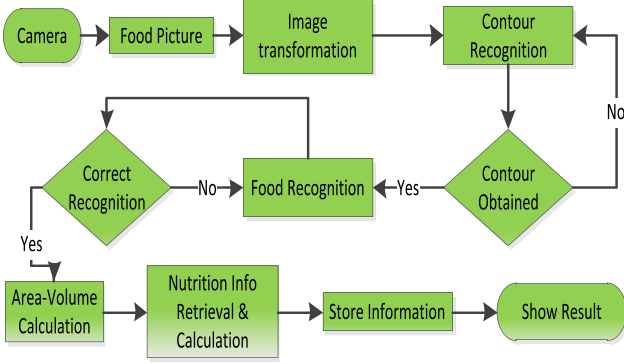 Camera
Food Picture
Image
transformation
Contour
Recognition
No
Contour
Obtained
Yes
Food Recognition
No
Correct
Recognition
Yes
Area-Volume
Calculation
Nutrition Info
Retrieval &
Calculation
Store Information
Show Result